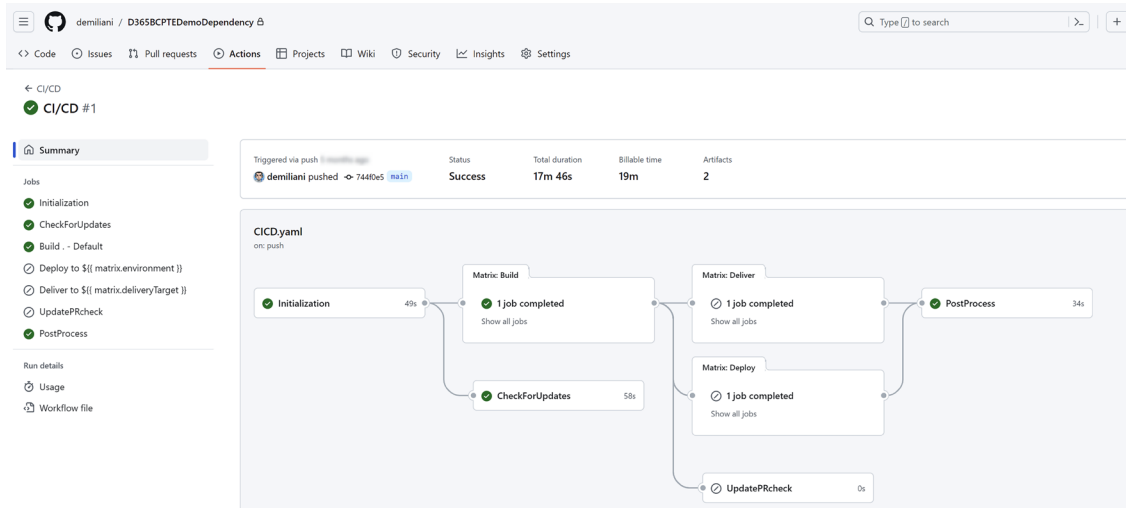 demiliani / D365BCPTEDemoDependency
Type / to search
Code Issues Pull requests Actions Projects Wiki Security Insights Settings
CI/CD
CI/CD #1
Summary
Jobs
Initialization
CheckForUpdates
Build . - Default
Deploy to ${{ matrix.environment }}
Deliver to ${{ matrix.deliveryTarget }}
UpdatePRcheck
PostProcess
Run details
Usage
Workflow file
Triggered via push
demiliani pushed 744f0e5 main
Status
Success
Total duration
17m 46s
Billable time
19m
Artifacts
2
CICD.yaml
on: push
Initialization 49s
Matrix: Build
1 job completed
Show all jobs
CheckForUpdates 58s
Matrix: Deliver
1 job completed
Show all jobs
Matrix: Deploy
1 job completed
Show all jobs
UpdatePRcheck 0s
PostProcess 34s